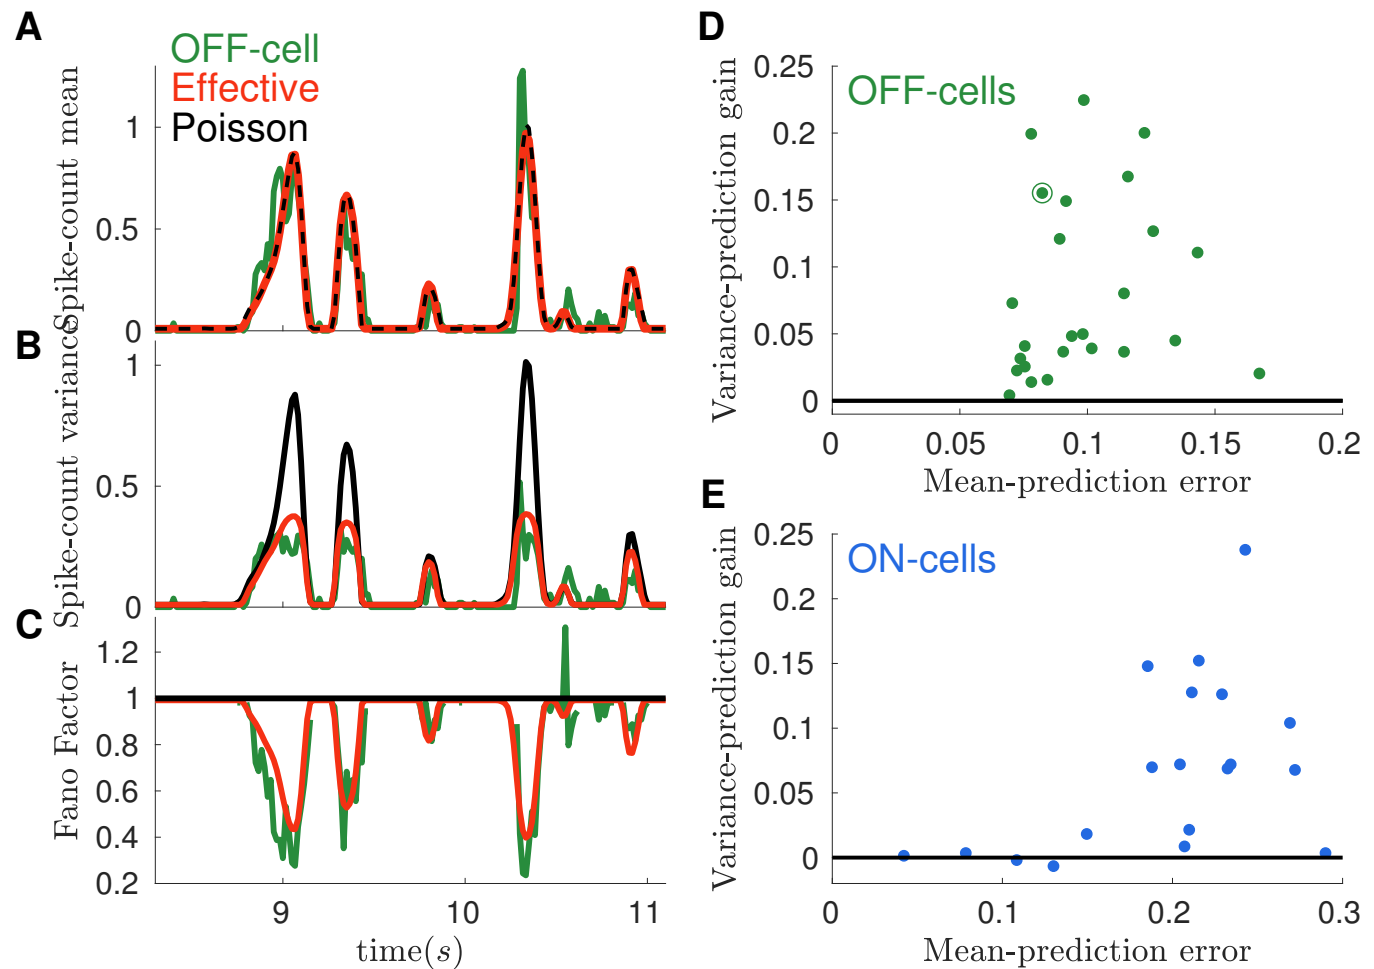 A
OFF-cell
Effective
Poisson
Spike-count mean
1
0.5
0
B
Spike-count variance
1
0.5
0
C
Fano Factor
1.2
1
0.8
0.6
0.4
0.2
9
10
11
time(s)
D
OFF-cells
Variance-prediction gain
0.25
0.2
0.15
0.1
0.05
0
0
0.05
0.1
0.15
0.2
Mean-prediction error
E
ON-cells
Variance-prediction gain
0.25
0.2
0.15
0.1
0.05
0
0
0.1
0.2
0.3
Mean-prediction error